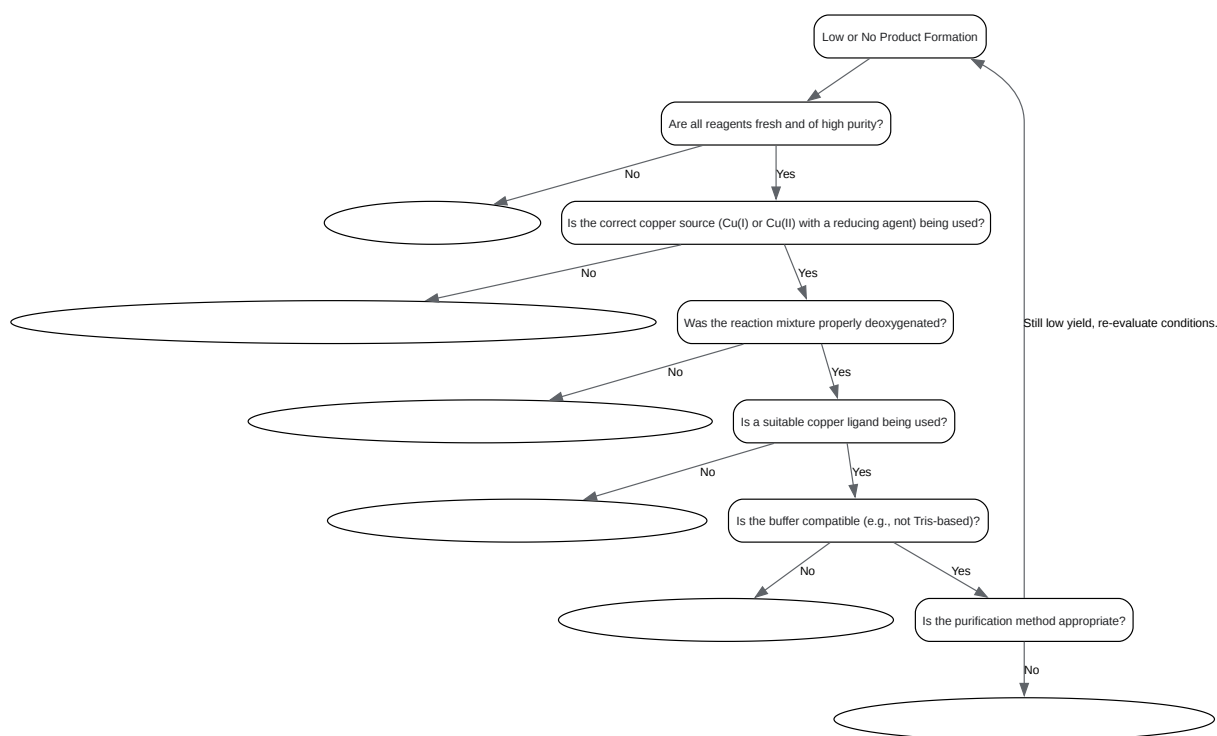 Low or No Product Formation
Are all reagents fresh and of high purity?
No
Yes
Is the correct copper source (Cu(I) or Cu(II) with a reducing agent) being used?
No
Yes
Was the reaction mixture properly deoxygenated?
Still low yield, re-evaluate conditions.
No
Yes
Is a suitable copper ligand being used?
No
Yes
Is the buffer compatible (e.g., not Tris-based)?
No
Yes
Is the purification method appropriate?
No